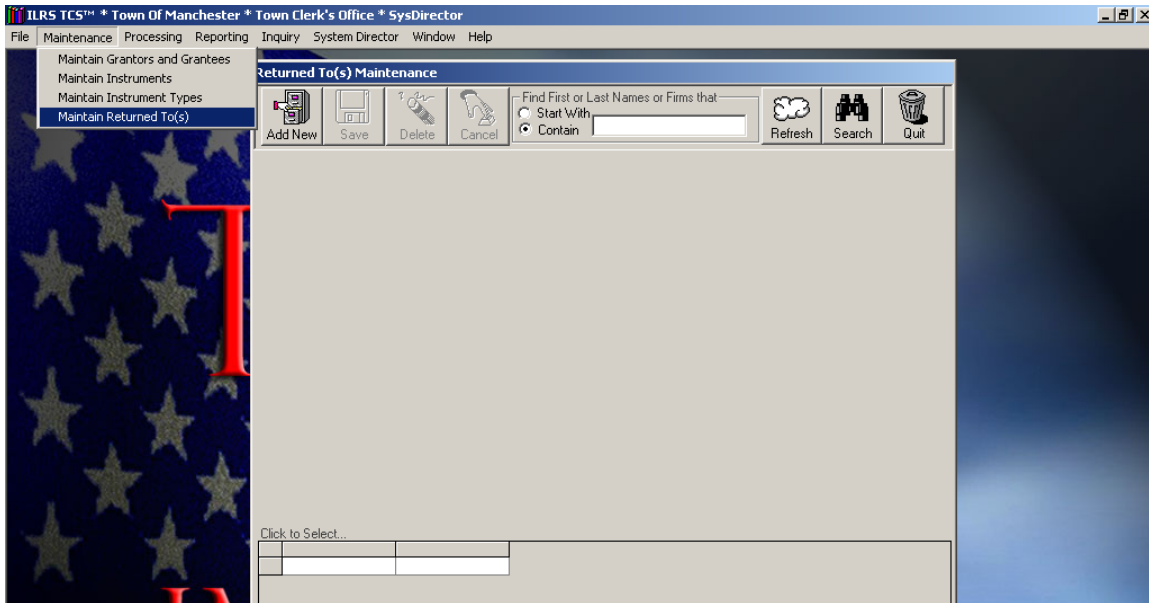 ILRS TCS™ * Town Of Manchester * Town Clerk's Office * SysDirector
File Maintenance Processing Reporting Inquiry System Director Window Help
Maintain Grantors and Grantees
Maintain Instruments
Maintain Instrument Types
Maintain Returned To(s)
Returned To(s) Maintenance
Add New Save Delete Cancel
Find First or Last Names or Firms that
Start With
Contain
Refresh Search Quit
T
Click to Select...